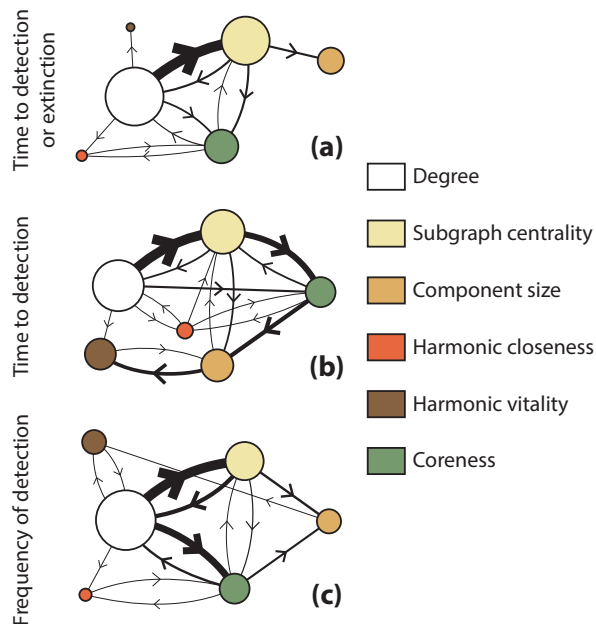 Time to detection
or extinction
(a)
Degree
Subgraph centrality
Component size
Harmonic closeness
Harmonic vitality
Coreness
Time to detection
(b)
Frequency of detection
(c)